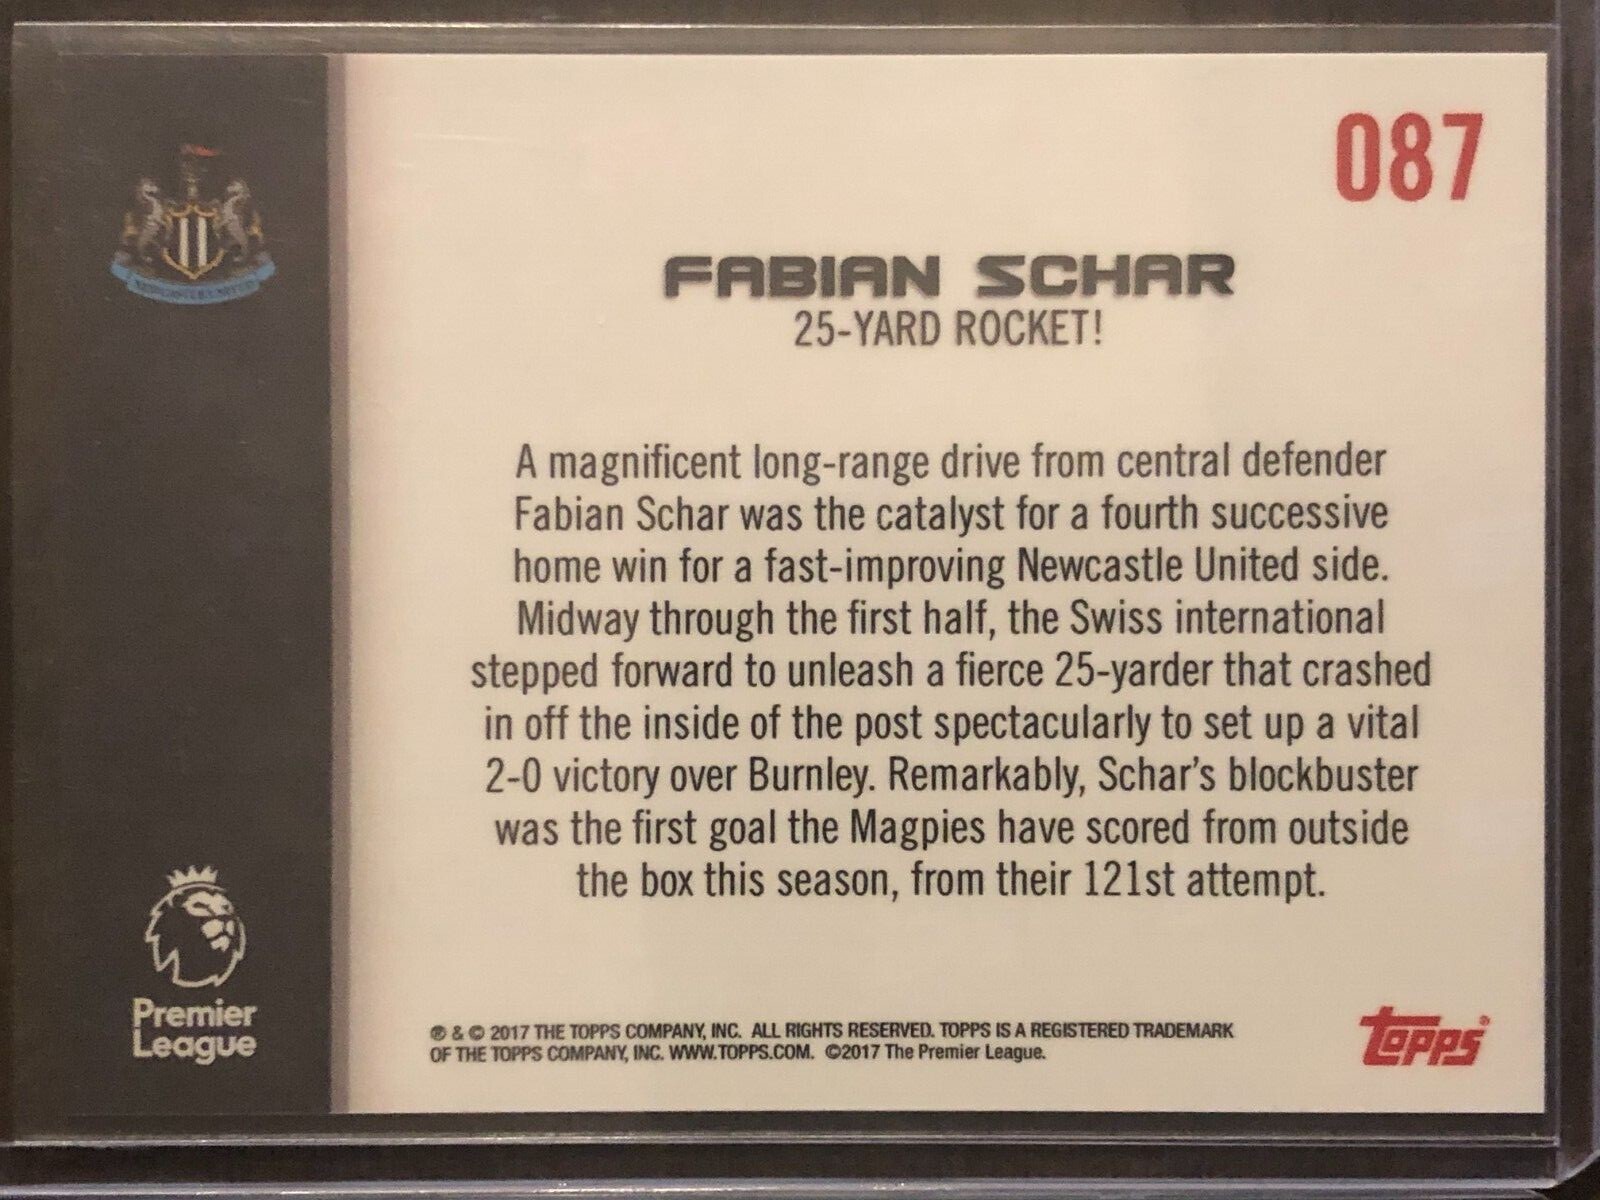 087
FABIAN SCHAR
25-YARD ROCKET!
A magnificent long-range drive from central defender
Fabian Schar was the catalyst for a fourth successive
home win for a fast-improving Newcastle United side.
Midway through the first half, the Swiss international
stepped forward to unleash a fierce 25-yarder that crashed
in off the inside of the post spectacularly to set up a vital
2-0 victory over Burnley. Remarkably, Schar's blockbuster
was the first goal the Magpies have scored from outside
the box this season, from their 121st attempt.
NEWCASTLE UNITED
Premier
League
® & © 2017 THE TOPPS COMPANY, INC. ALL RIGHTS RESERVED. TOPPS IS A REGISTERED TRADEMARK
OF THE TOPPS COMPANY, INC. WWW.TOPPS.COM. ©2017 The Premier League.
topps®